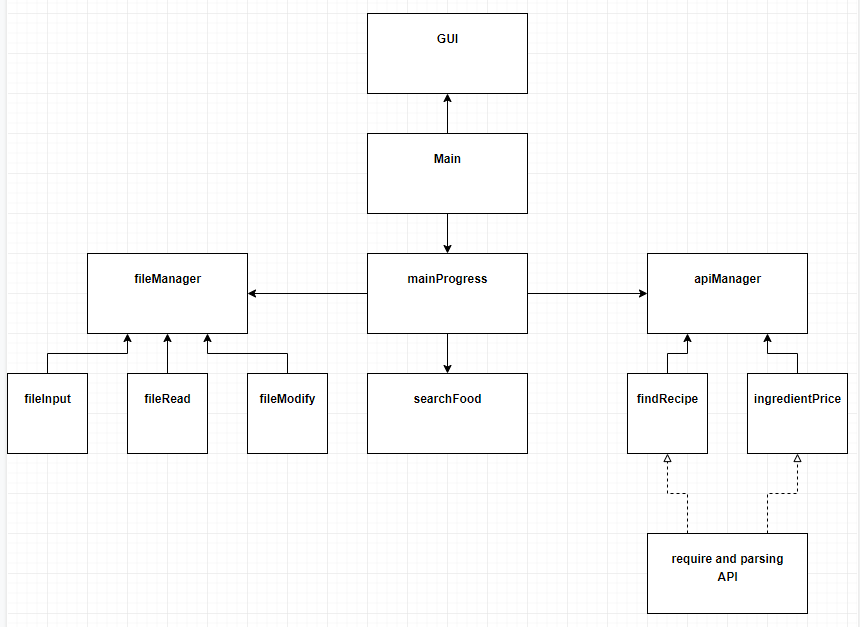 GUI
Main
fileManager
mainProgress
apiManager
fileInput
fileRead
fileModify
searchFood
findRecipe
ingredientPrice
require and parsing
API